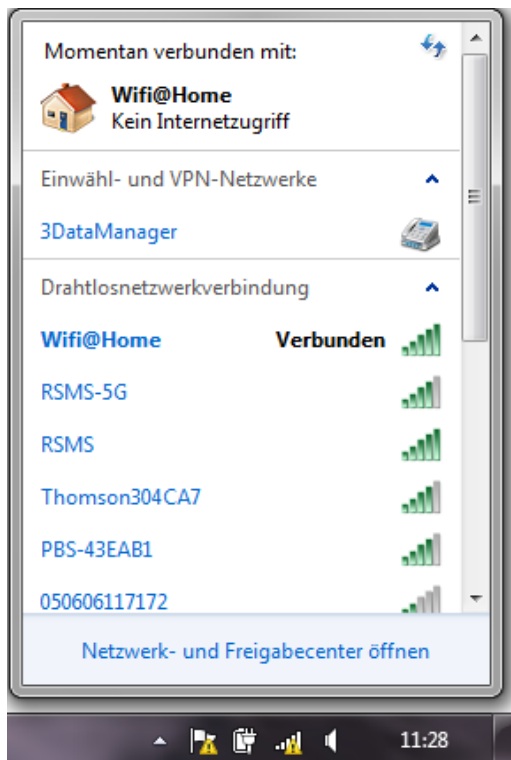 Momentan verbunden mit:
Wifi@Home
Kein Internetzugriff
Einwähl- und VPN-Netzwerke
3DataManager
Drahtlosnetzwerkverbindung
Wifi@Home Verbunden
RSMS-5G
RSMS
Thomson304CA7
PBS-43EAB1
050606117172
Netzwerk- und Freigabecenter öffnen
11:28